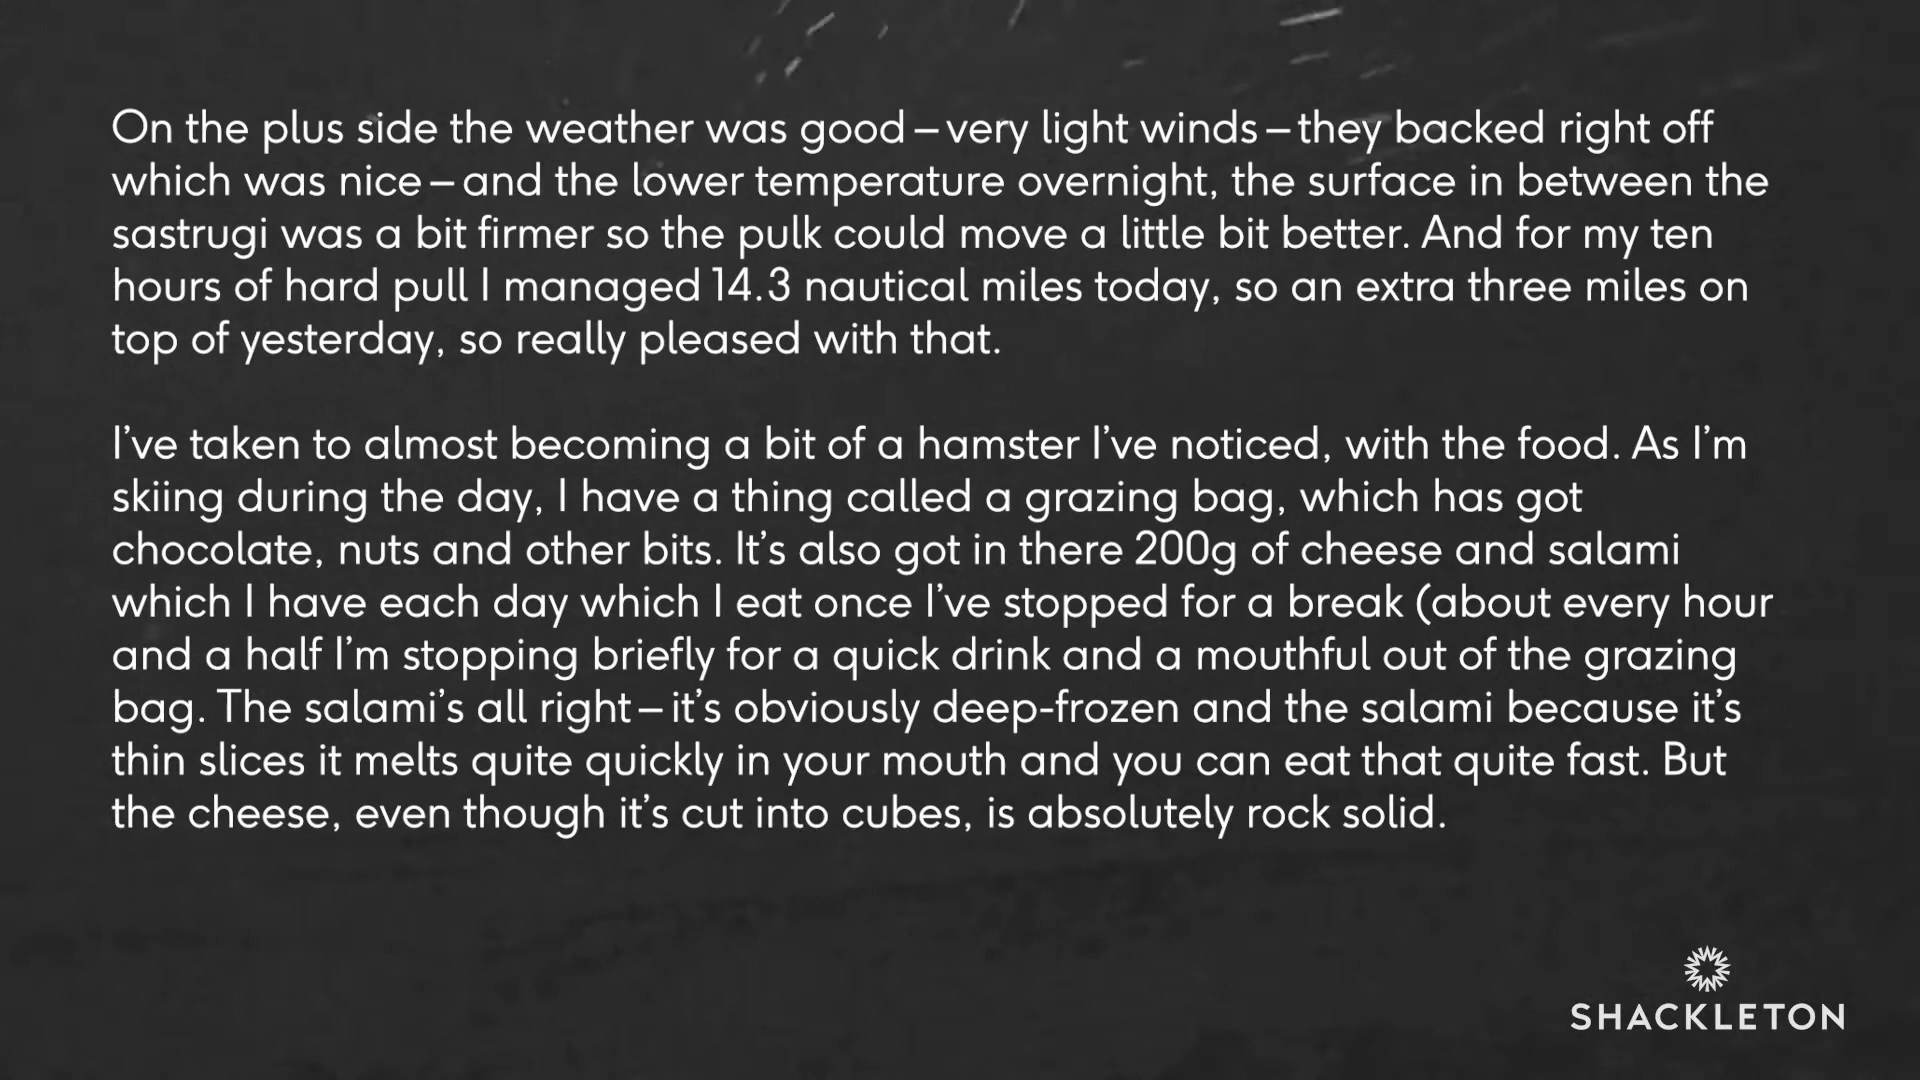 On the plus side the weather was good – very light winds – they backed right off
which was nice – and the lower temperature overnight, the surface in between the
sastrugi was a bit firmer so the pulk could move a little bit better. And for my ten
hours of hard pull I managed 14.3 nautical miles today, so an extra three miles on
top of yesterday, so really pleased with that.
I’ve taken to almost becoming a bit of a hamster I’ve noticed, with the food. As I’m
skiing during the day, I have a thing called a grazing bag, which has got
chocolate, nuts and other bits. It’s also got in there 200g of cheese and salami
which I have each day which I eat once I’ve stopped for a break (about every hour
and a half I’m stopping briefly for a quick drink and a mouthful out of the grazing
bag. The salami’s all right – it’s obviously deep-frozen and the salami because it’s
thin slices it melts quite quickly in your mouth and you can eat that quite fast. But
the cheese, even though it’s cut into cubes, is absolutely rock solid.
SHACKLETON